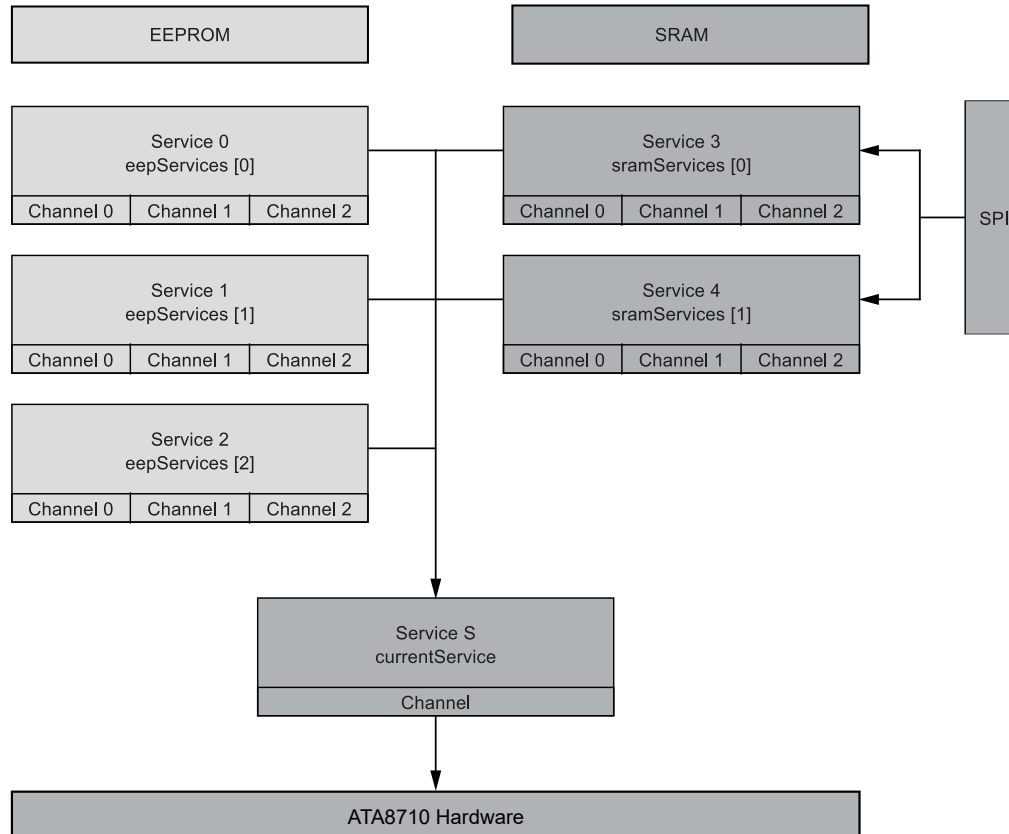 EEPROM
SRAM
Service 0
eepServices [0]
Channel 0 Channel 1 Channel 2
Service 3
sramServices [0]
Channel 0 Channel 1 Channel 2
SPI
Service 1
eepServices [1]
Channel 0 Channel 1 Channel 2
Service 4
sramServices [1]
Channel 0 Channel 1 Channel 2
Service 2
eepServices [2]
Channel 0 Channel 1 Channel 2
Service S
currentService
Channel
ATA8710 Hardware